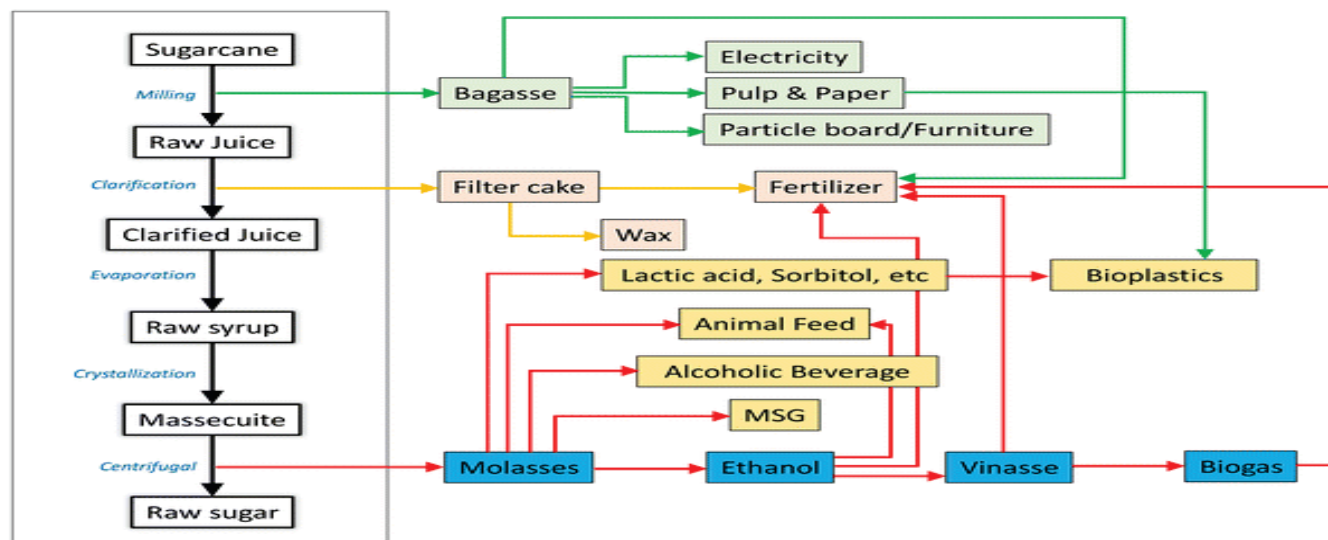 Sugarcane
Milling
Raw Juice
Clarification
Clarified Juice
Evaporation
Raw syrup
Crystallization
Massecuite
Centrifugal
Raw sugar
Bagasse
Electricity
Pulp & Paper
Particle board/Furniture
Filter cake
Fertilizer
Wax
Lactic acid, Sorbitol, etc
Bioplastics
Animal Feed
Alcoholic Beverage
MSG
Molasses
Ethanol
Vinasse
Biogas